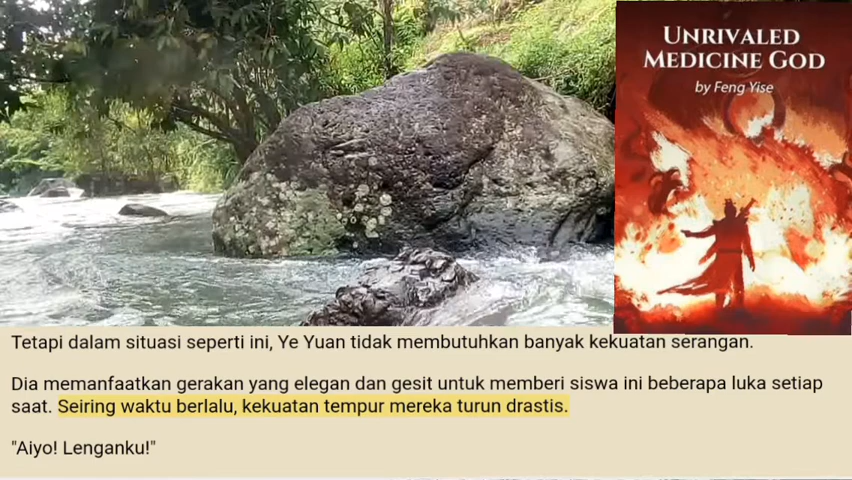 UNRIVALED
MEDICINE GOD
by Feng Yise
Tetapi dalam situasi seperti ini, Ye Yuan tidak membutuhkan banyak kekuatan serangan.
Dia memanfaatkan gerakan yang elegan dan gesit untuk memberi siswa ini beberapa luka setiap
saat. Seiring waktu berlalu, kekuatan tempur mereka turun drastis.
"Aiyo! Lenganku!"